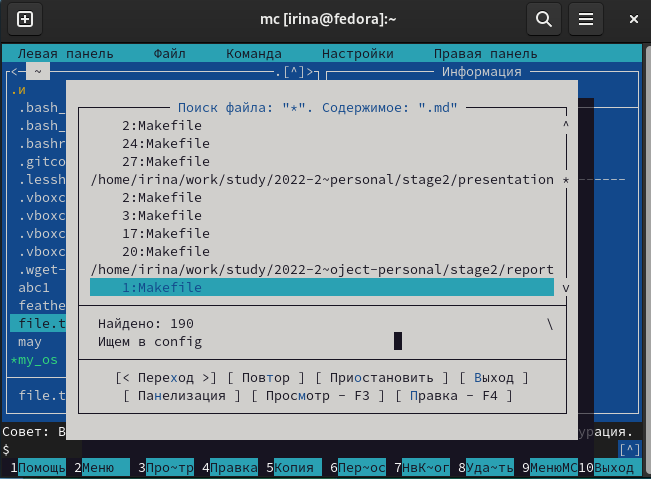 mc [irina@fedora]:~
Левая панель Файл Команда Настройки Правая панель
<- ~ .[^]> Информация
.и
Поиск файла: "*". Содержимое: ".md"
.bash_ 2:Makefile ^
.bash_ 24:Makefile
.bashr 27:Makefile
.gitco
.lessh /home/irina/work/study/2022-2~personal/stage2/presentation *
.vboxc 2:Makefile
.vboxc 3:Makefile
.vboxc 17:Makefile
.vboxc 20:Makefile
.wget- /home/irina/work/study/2022-2~oject-personal/stage2/report
abc1 1:Makefile v
feathe
file.t Найдено: 190 \
may Ищем в config
*my_os
[< Переход >] [ Повтор ] [ Приостановить ] [ Выход ]
file.t [ Панелизация ] [ Просмотр - F3 ] [ Правка - F4 ]
Совет: В урация.
$ [^]
1Помощь 2Меню 3Про~тр 4Правка 5Копия 6Пер~ос 7НвК~ог 8Уда~ть 9МенюMC 10Выход